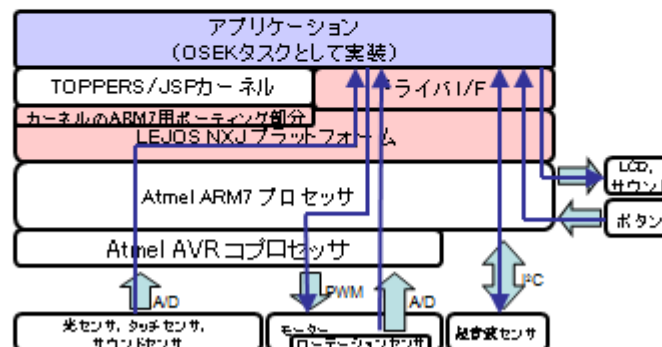 アプリケーション
(OSEKタスクとして実装)
TOPPERS/JSPカーネル
ドライバI/F
カーネルのARM7用ポーティング部分
LEJOS NXJプラットフォーム
Atmel ARM7 プロセッサ
LCD,
サウンド
ボタン
Atmel AVR コプロセッサ
A/D
PWM
A/D
I²C
光センサ, タッチセンサ,
サウンドセンサ
モーター
ローテーションセンサ
超音波センサ